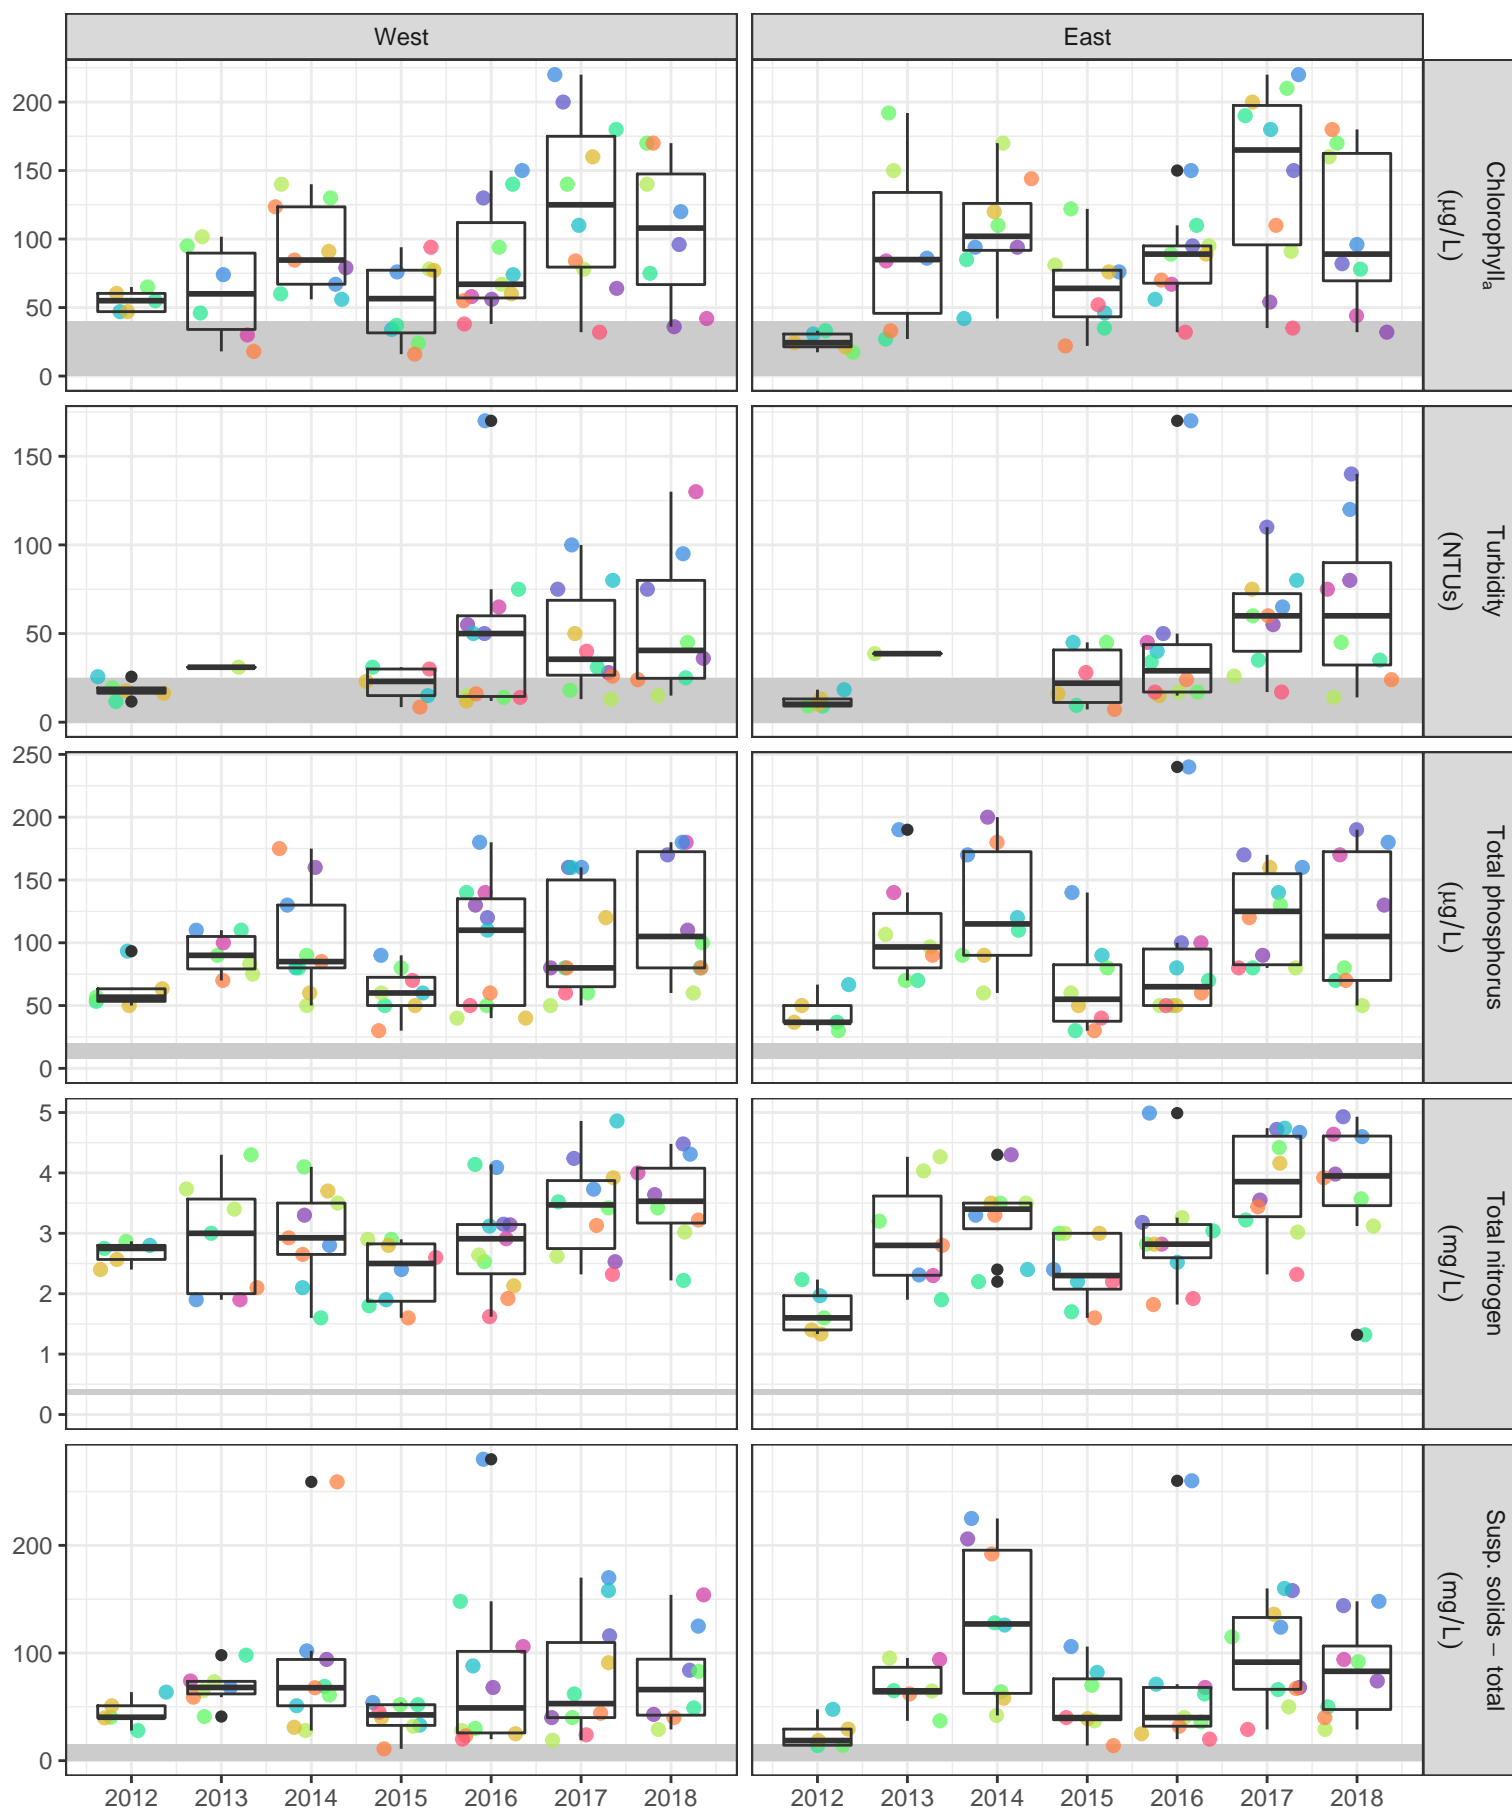 West
East
200
150
100
50
0
Chlorophyll a
(µg/L)
150
100
50
0
Turbidity
(NTUs)
250
200
150
100
50
0
Total phosphorus
(µg/L)
5
4
3
2
1
0
Total nitrogen
(mg/L)
200
100
0
Susp. solids – total
(mg/L)
2012 2013 2014 2015 2016 2017 2018
2012 2013 2014 2015 2016 2017 2018